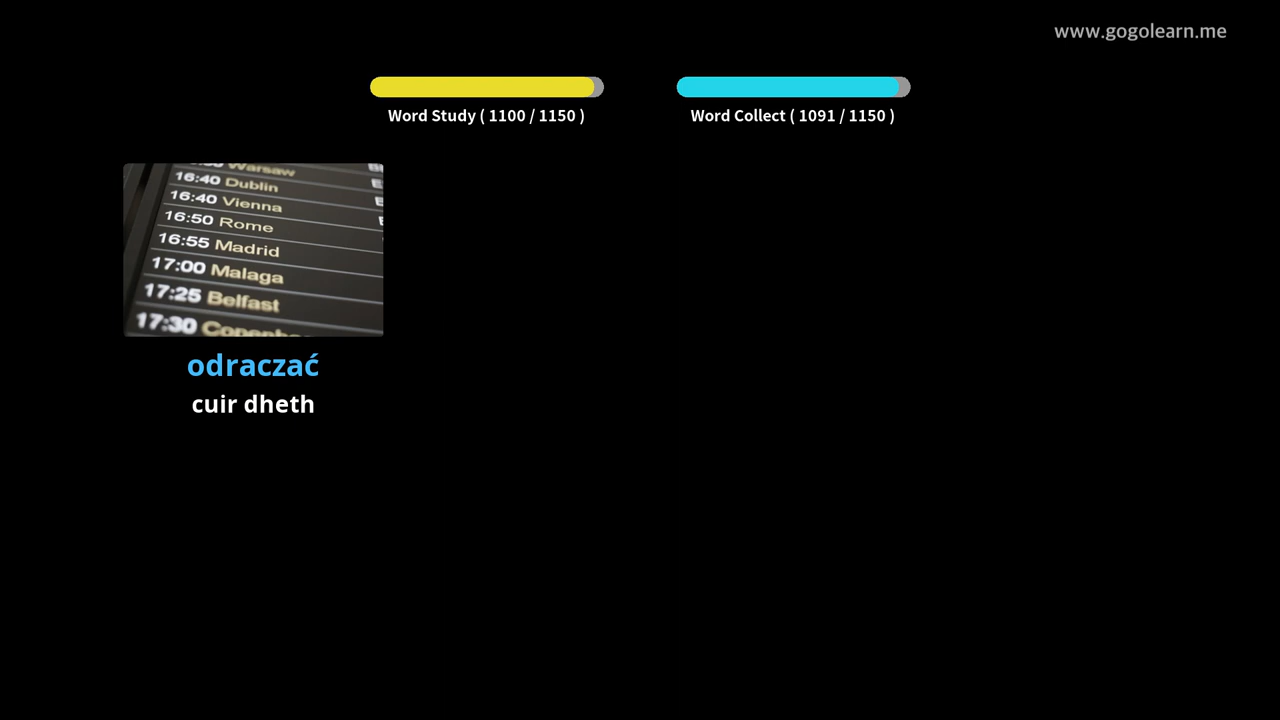 www.gogolearn.me
Word Study ( 1100 / 1150 )
Word Collect ( 1091 / 1150 )
Warsaw
16:40 Dublin
16:40 Vienna
16:50 Rome
16:55 Madrid
17:00 Malaga
17:25 Belfast
17:30
odraczać
cuir dheth